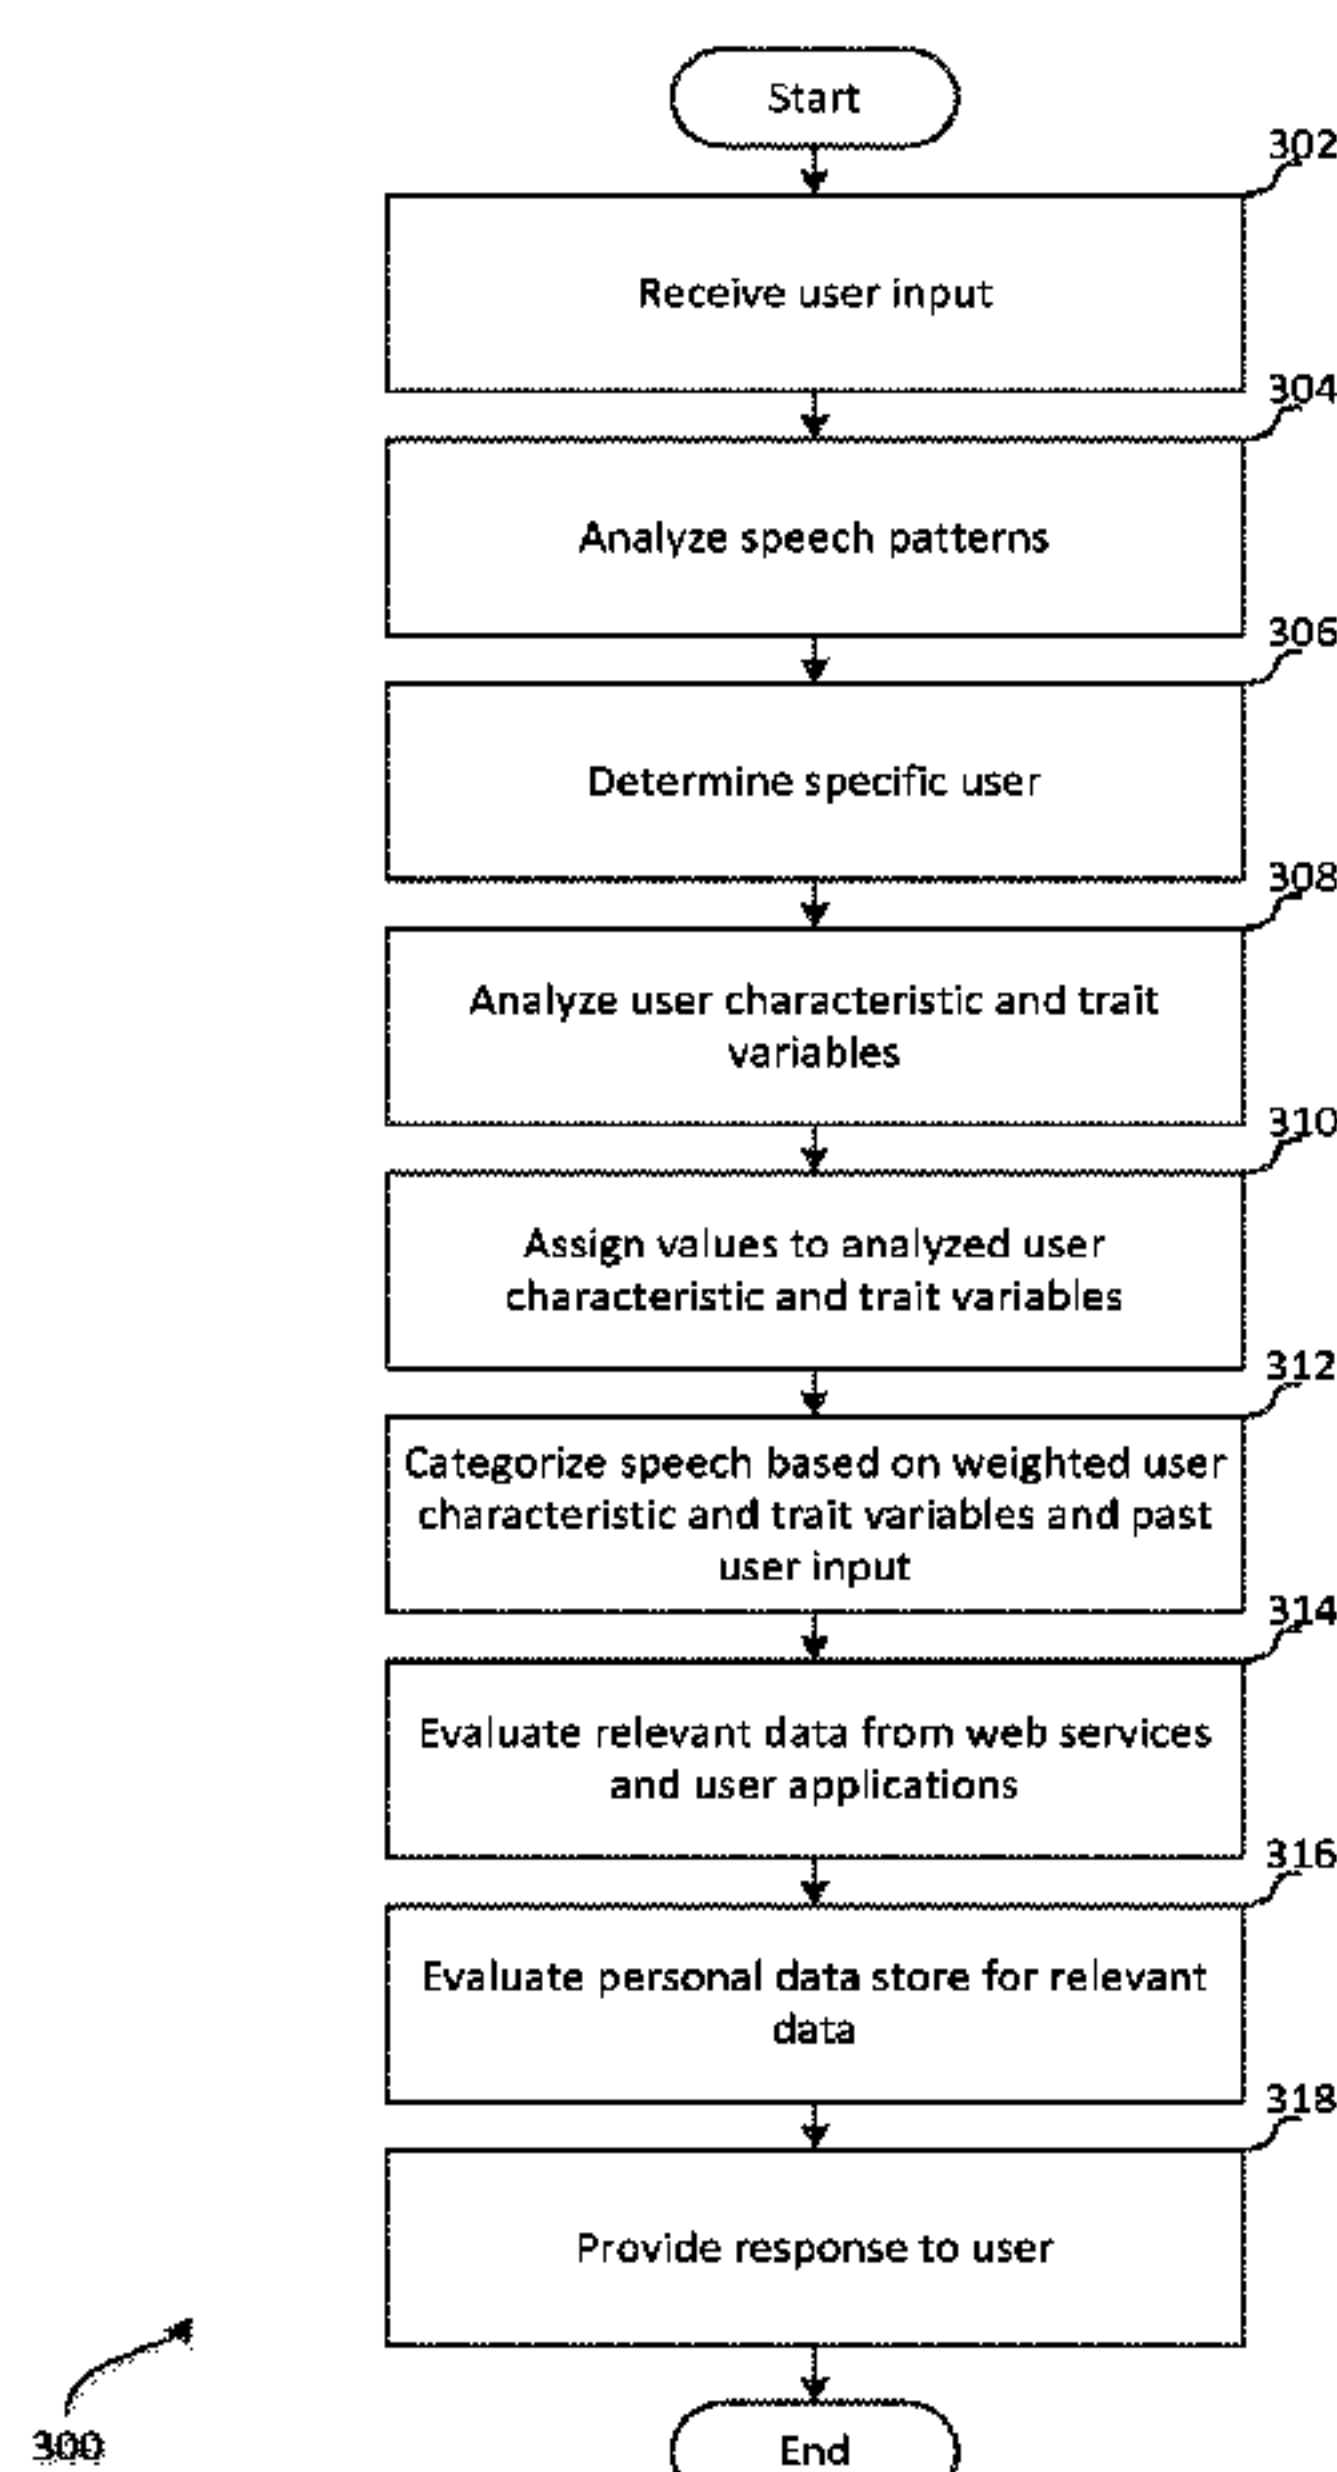 Start
302
Receive user input
304
Analyze speech patterns
306
Determine specific user
308
Analyze user characteristic and trait
variables
310
Assign values to analyzed user
characteristic and trait variables
312
Categorize speech based on weighted user
characteristic and trait variables and past
user input
314
Evaluate relevant data from web services
and user applications
316
Evaluate personal data store for relevant
data
318
Provide response to user
300
End